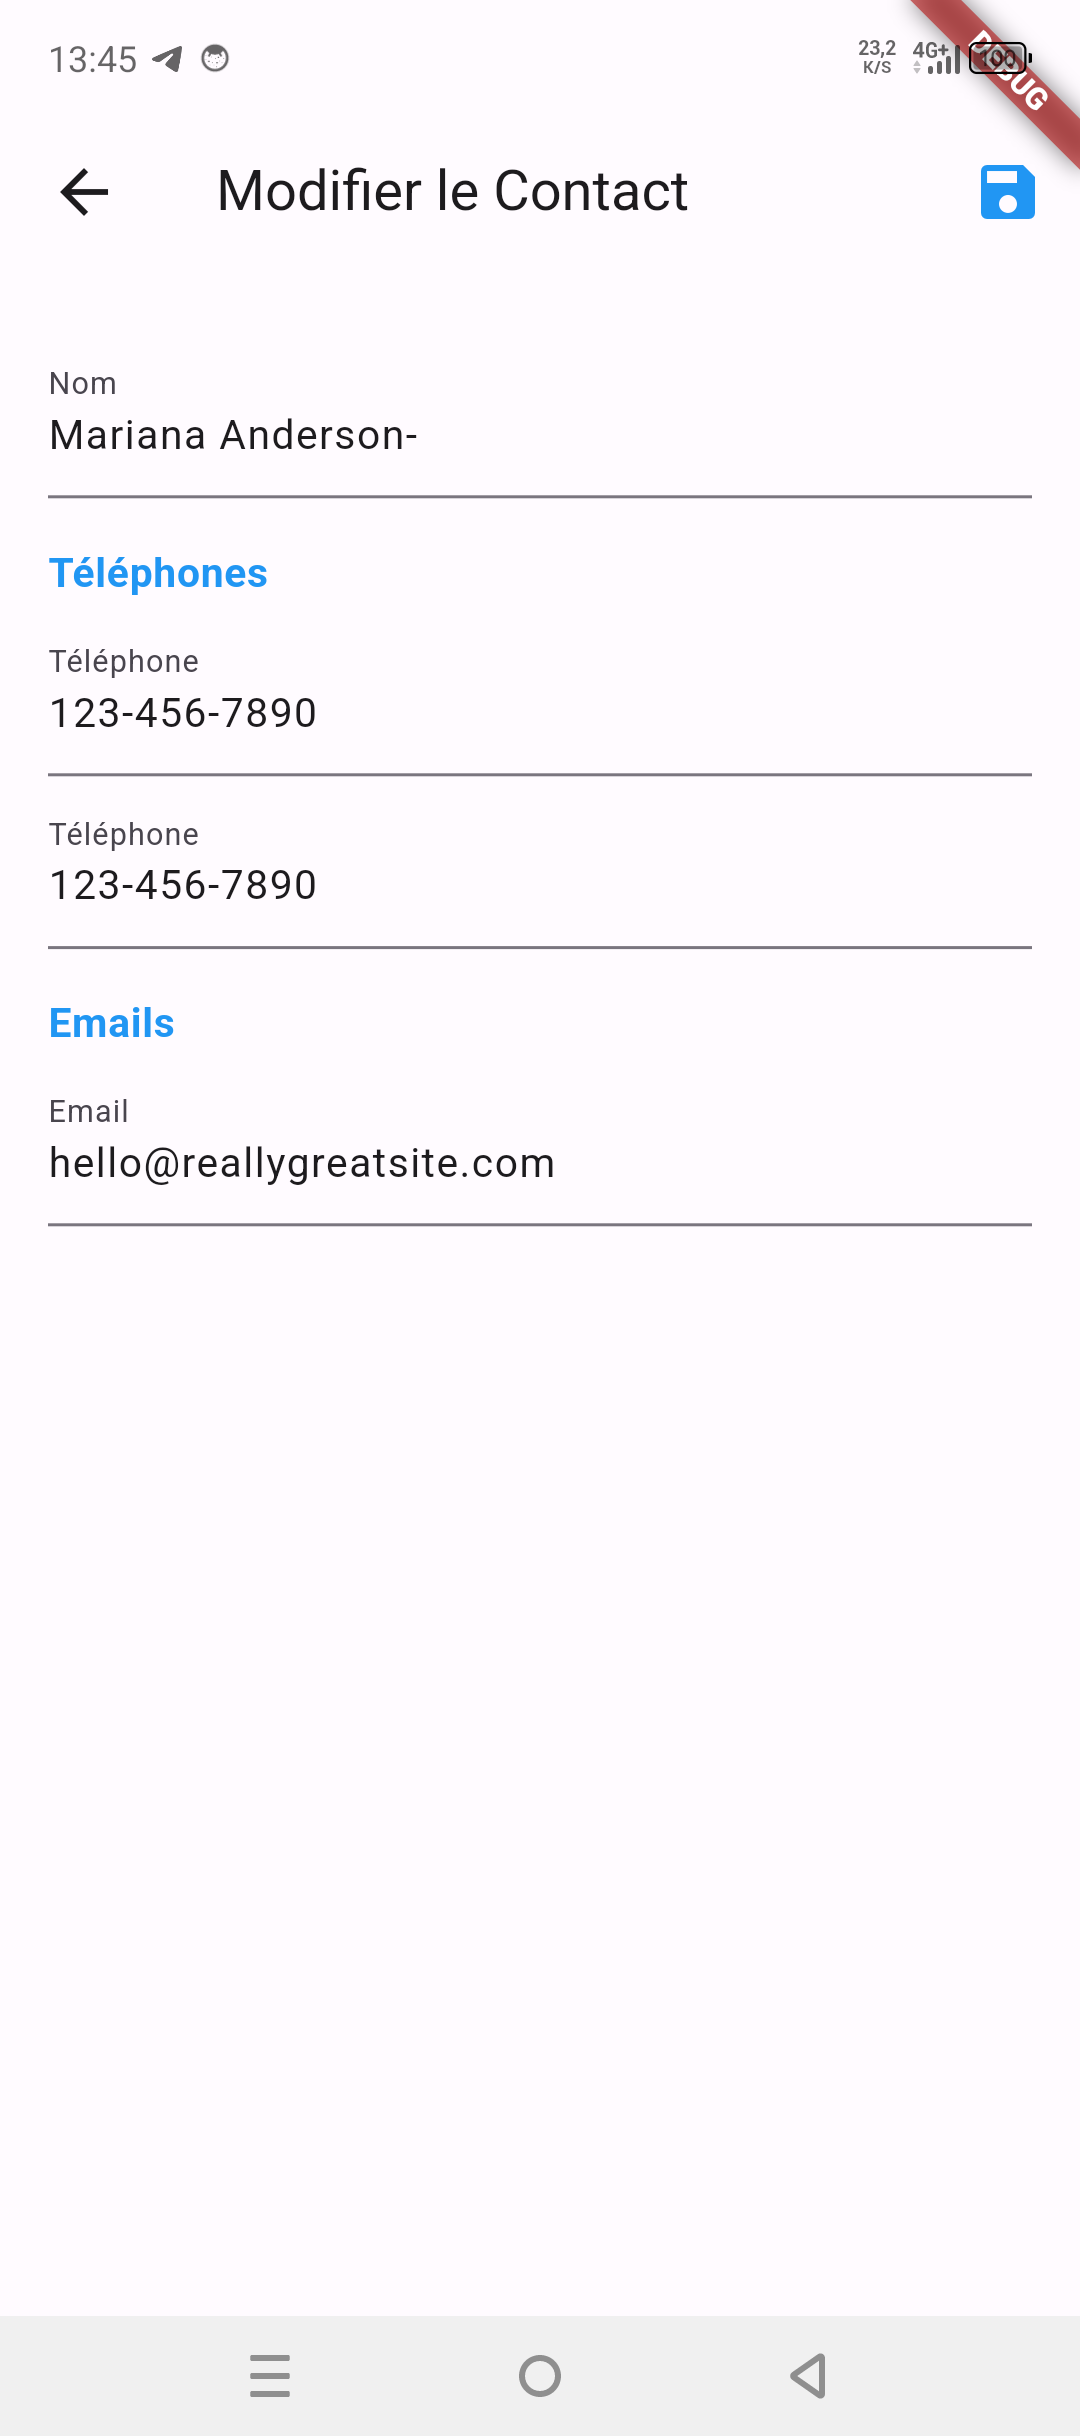 13:45
23,2
K/S
4G+
100
DEBUG
Modifier le Contact
Nom
Mariana Anderson-
Téléphones
Téléphone
123-456-7890
Téléphone
123-456-7890
Emails
Email
hello@reallygreatsite.com